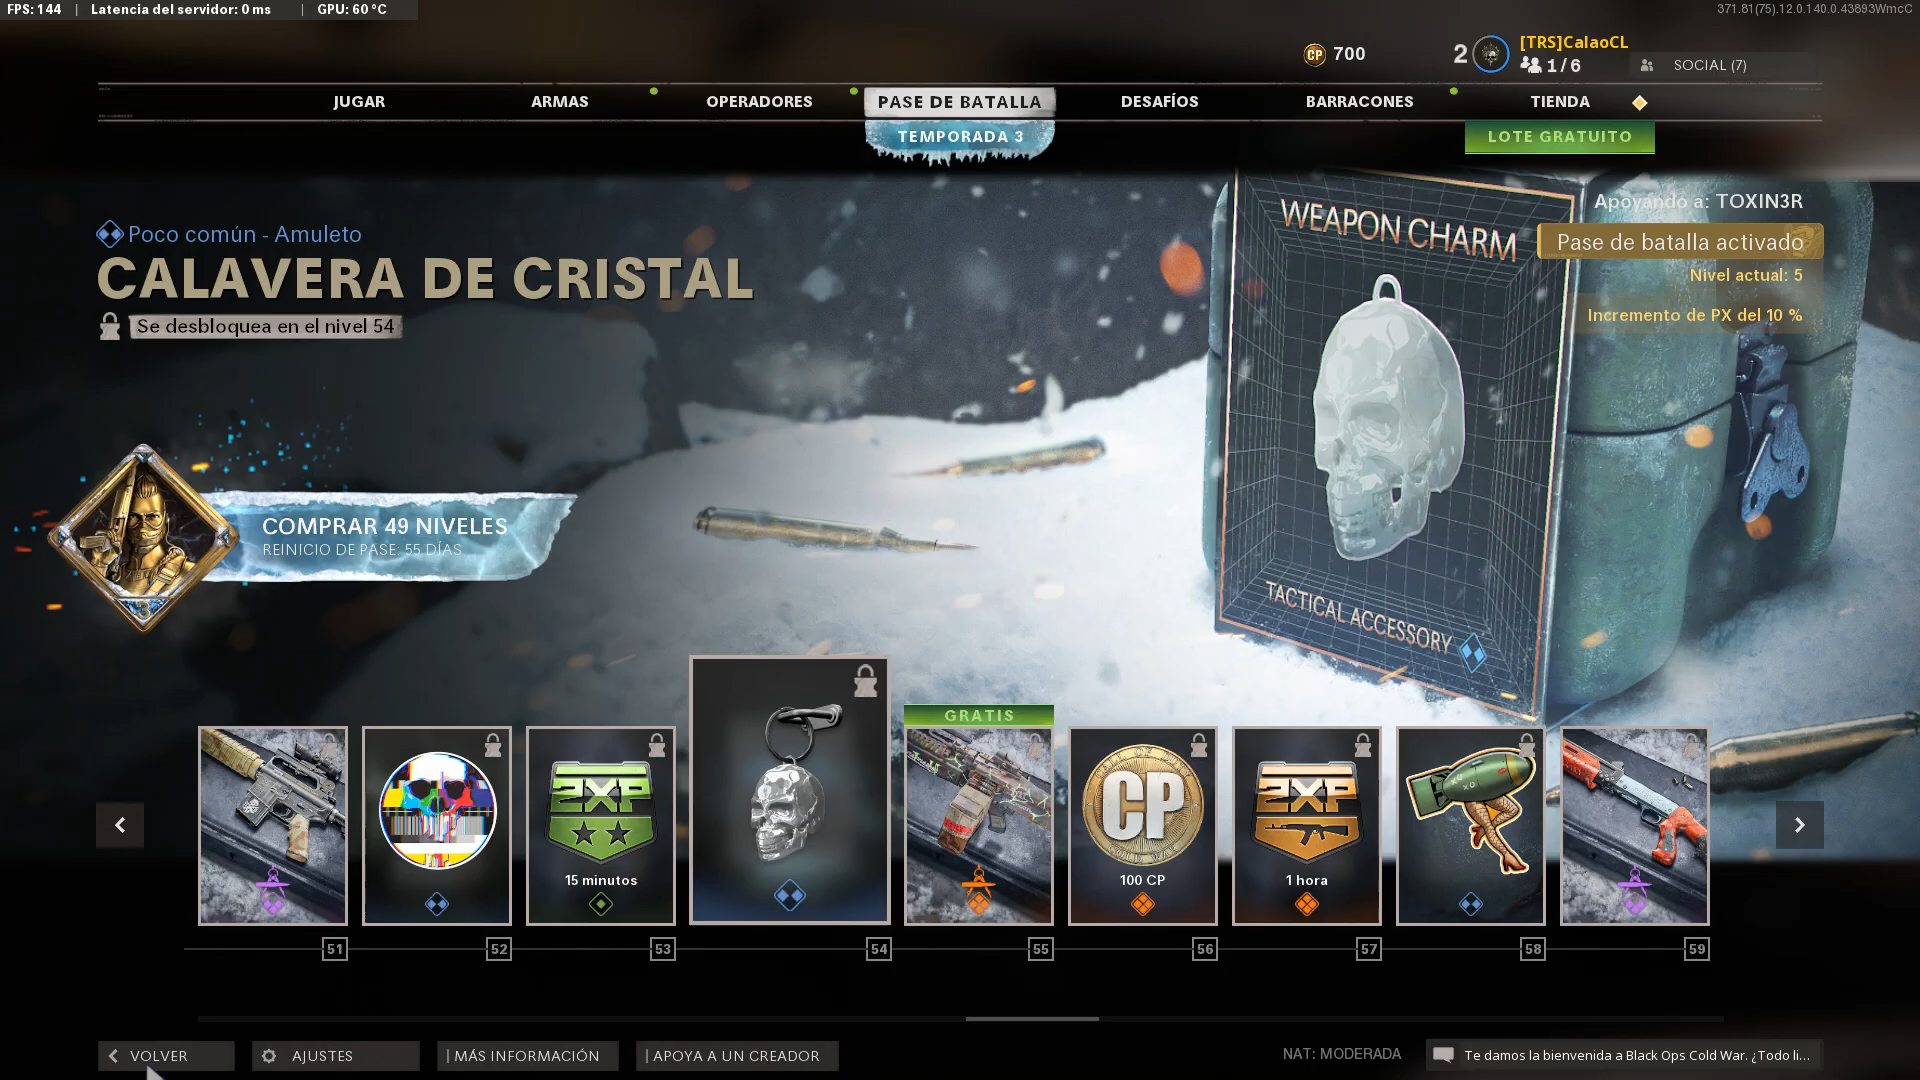 FPS: 144 | Latencia del servidor: 0 ms | GPU: 60 °C
371.81(75).12.0.140.0.43893WmcC
CP 700
2 [TRS]CalaoCL
1 / 6
SOCIAL (7)
JUGAR ARMAS OPERADORES PASE DE BATALLA DESAFÍOS BARRACONES TIENDA
TEMPORADA 3
LOTE GRATUITO
Apoyando a: TOXIN3R
Pase de batalla activado
Nivel actual: 5
Incremento de PX del 10 %
Poco común - Amuleto
CALAVERA DE CRISTAL
Se desbloquea en el nivel 54
WEAPON CHARM
TACTICAL ACCESSORY
COMPRAR 49 NIVELES
REINICIO DE PASE: 55 DÍAS
3
GRATIS
2XP
15 minutos
CP
100 CP
2XP
1 hora
51 52 53 54 55 56 57 58 59
VOLVER AJUSTES | MÁS INFORMACIÓN | APOYA A UN CREADOR
NAT: MODERADA
Te damos la bienvenida a Black Ops Cold War. ¿Todo li...